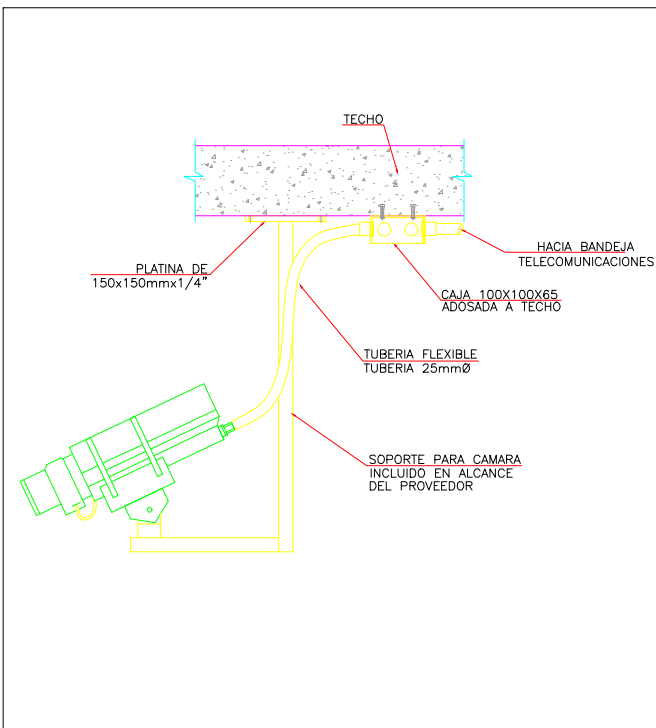 TECHO
HACIA BANDEJA
TELECOMUNICACIONES
PLATINA DE
150x150mmx1/4"
CAJA 100X100X65
ADOSADA A TECHO
TUBERIA FLEXIBLE
TUBERIA 25mmØ
SOPORTE PARA CAMARA
INCLUIDO EN ALCANCE
DEL PROVEEDOR